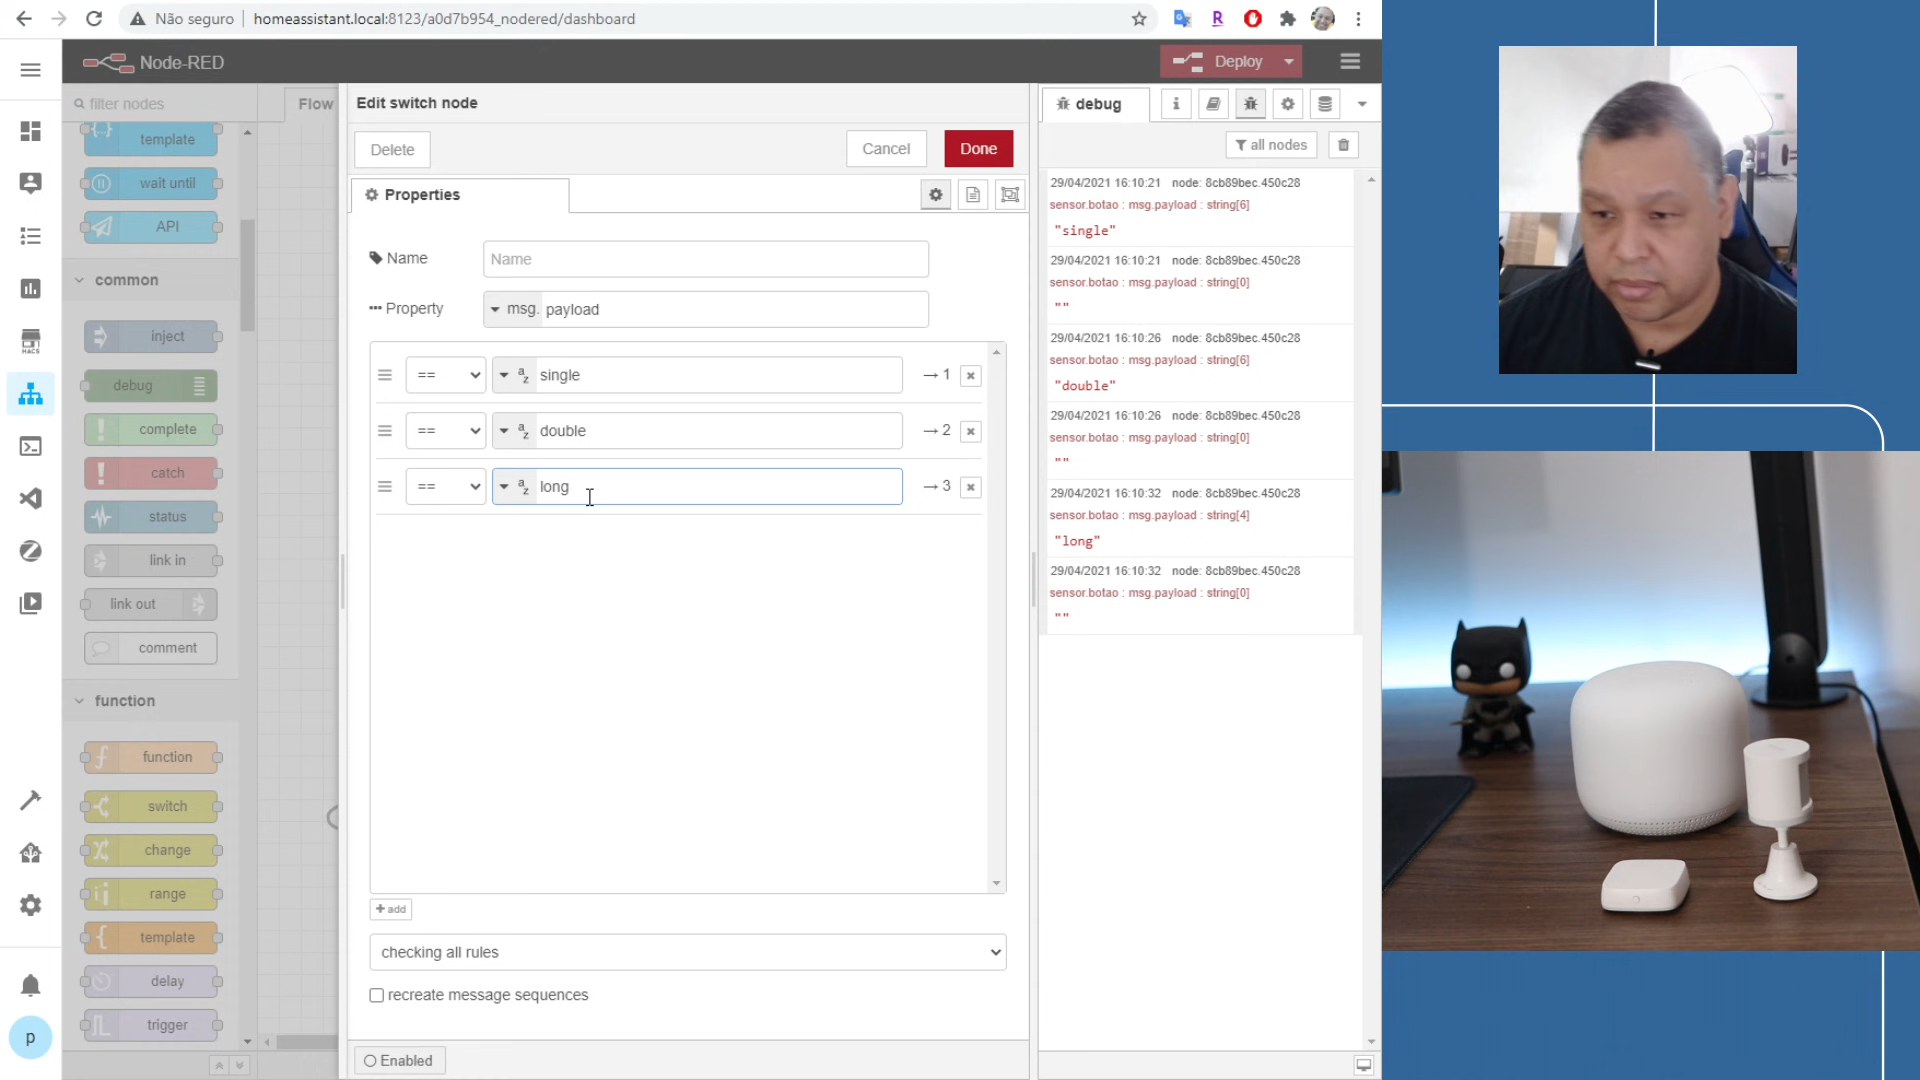 Não seguro
homeassistant.local:8123/a0d7b954_nodered/dashboard
Node-RED
Deploy
filter nodes
template
wait until
API
common
inject
debug
complete
catch
status
link in
link out
comment
function
function
switch
change
range
template
delay
trigger
HACS
p
Flow
Edit switch node
Delete
Cancel
Done
Properties
Name
Name
Property
msg. payload
== az single → 1
== az double → 2
== az long → 3
+ add
checking all rules
recreate message sequences
Enabled
debug
all nodes
29/04/2021 16:10:21 node: 8cb89bec.450c28
sensor.botao : msg.payload : string[6]
"single"
29/04/2021 16:10:21 node: 8cb89bec.450c28
sensor.botao : msg.payload : string[0]
""
29/04/2021 16:10:26 node: 8cb89bec.450c28
sensor.botao : msg.payload : string[6]
"double"
29/04/2021 16:10:26 node: 8cb89bec.450c28
sensor.botao : msg.payload : string[0]
""
29/04/2021 16:10:32 node: 8cb89bec.450c28
sensor.botao : msg.payload : string[4]
"long"
29/04/2021 16:10:32 node: 8cb89bec.450c28
sensor.botao : msg.payload : string[0]
""